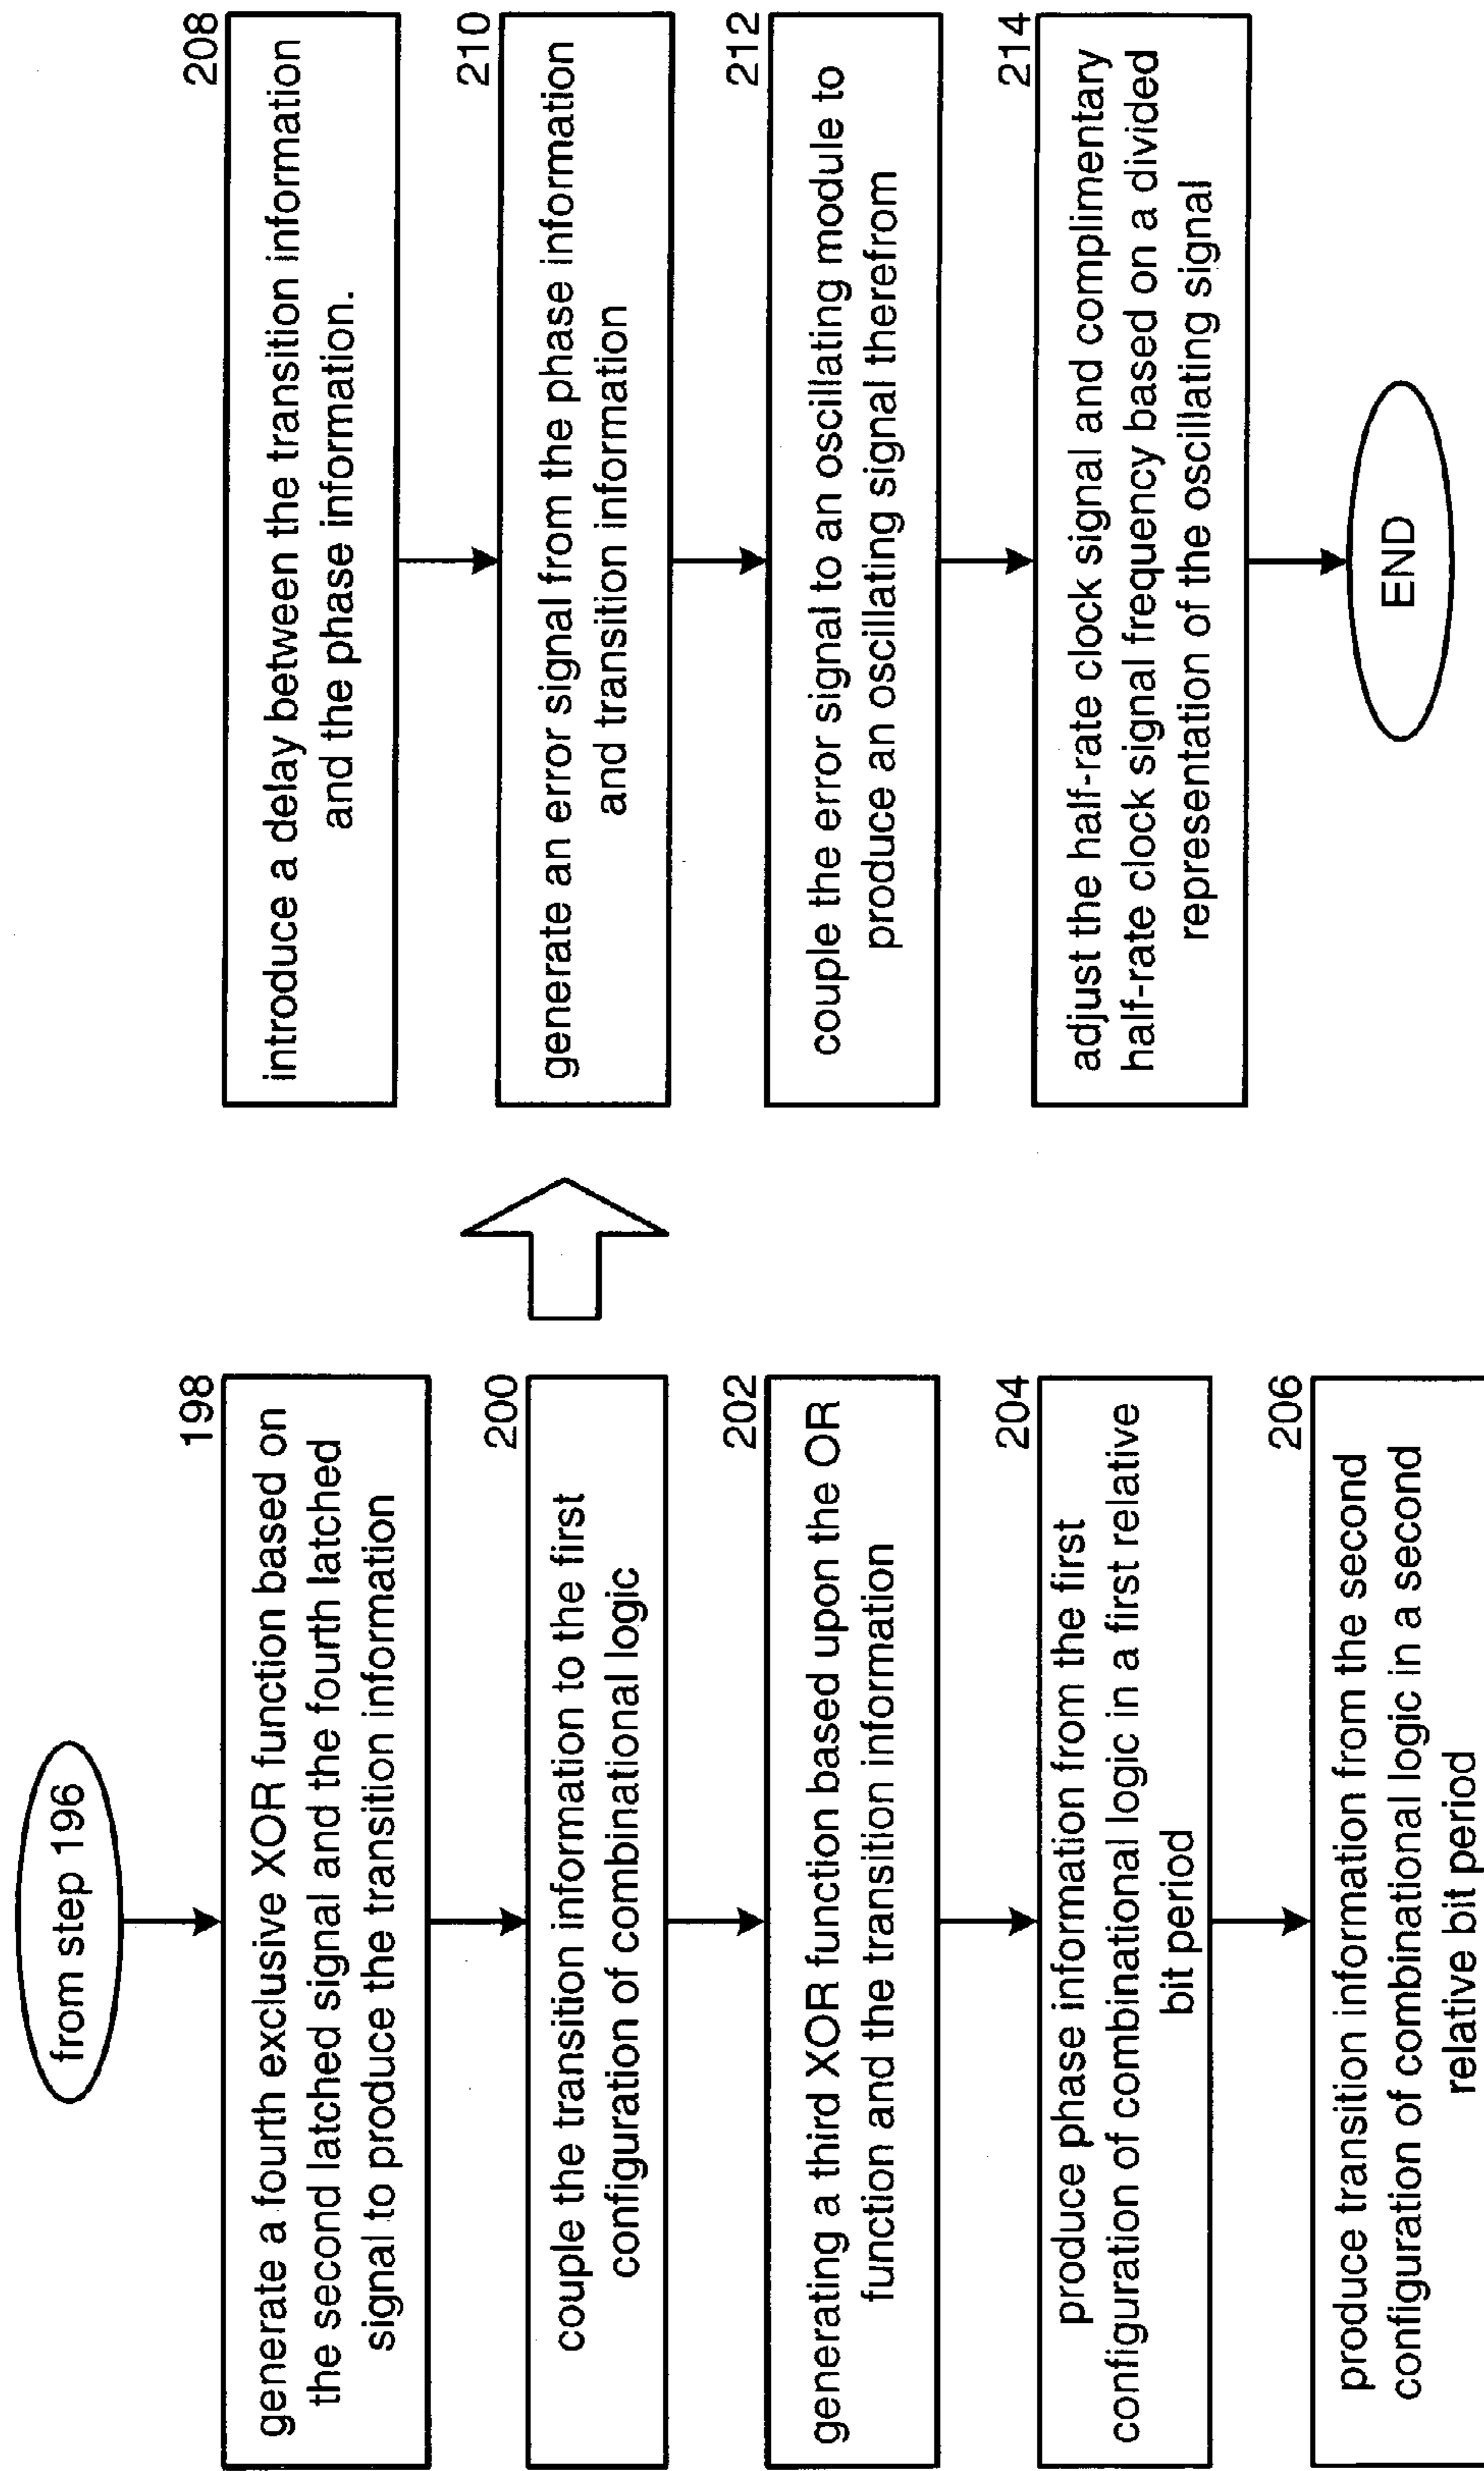 from step 196
198
generate a fourth exclusive XOR function based on
the second latched signal and the fourth latched
signal to produce the transition information
200
couple the transition information to the first
configuration of combinational logic
202
generating a third XOR function based upon the OR
function and the transition information
204
produce phase information from the first
configuration of combinational logic in a first relative
bit period
206
produce transition information from the second
configuration of combinational logic in a second
relative bit period
208
introduce a delay between the transition information
and the phase information.
210
generate an error signal from the phase information
and transition information
212
couple the error signal to an oscillating module to
produce an oscillating signal therefrom
214
adjust the half-rate clock signal and complimentary
half-rate clock signal frequency based on a divided
representation of the oscillating signal
END